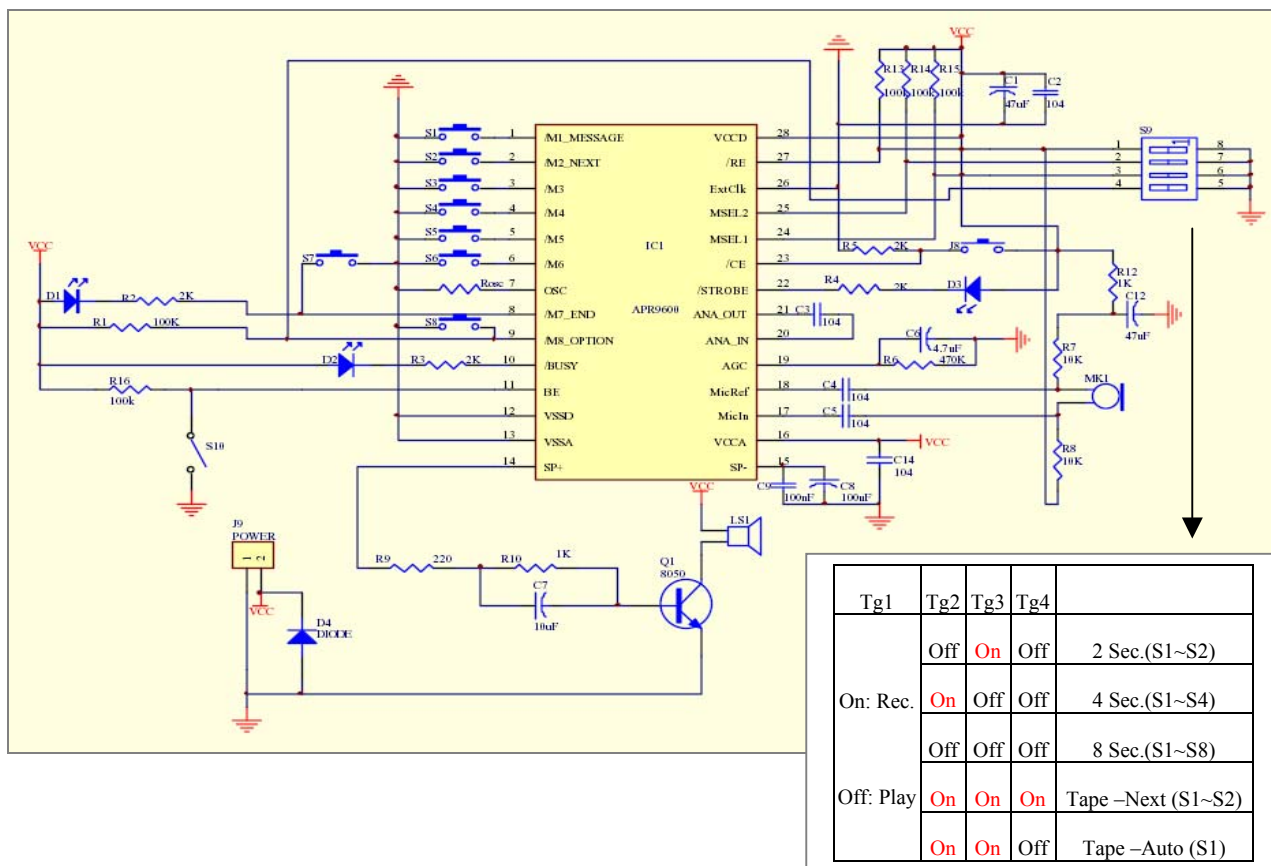 VCC
R13 R14 R15
100k 100k 100k
C1
47uF
C2
104
S9
S1 1 /M1_MESSAGE VCCD 28
S2 2 /M2_NEXT /RE 27
S3 3 /M3 ExtClk 26
S4 4 /M4 MSEL2 25
S5 5 /M5 MSEL1 24
S6 6 /M6 /CE 23
Rosc 7 OSC /STROBE 22
8 /M7_END ANA_OUT 21
S8 9 /M8_OPTION ANA_IN 20
10 /BUSY AGC 19
11 BE MicRef 18
12 VSSD MicIn 17
13 VSSA VCCA 16
14 SP+ SP- 15
IC1
APR9600
1 8
2 7
3 6
4 5
VCC
S7
D1
R2 2K
R1 100K
D2
R3 2K
R16
100k
S10
R5 2K
J8
R4 2K
D3
R12
1K
C12
47uF
C3
104
C6
4.7uF
R6 470K
R7
10K
C4
104
C5
104
MK1
R8
10K
VCC
C14
104
C9
100nF
C8
100uF
VCC
LS1
J9
POWER
1 2
VCC
D4
DIODE
R9 220
R10 1K
C7
10uF
Q1
8050
Tg1 Tg2 Tg3 Tg4
Off On Off 2 Sec.(S1~S2)
On: Rec. On Off Off 4 Sec.(S1~S4)
Off Off Off 8 Sec.(S1~S8)
Off: Play On On On Tape –Next (S1~S2)
On On Off Tape –Auto (S1)